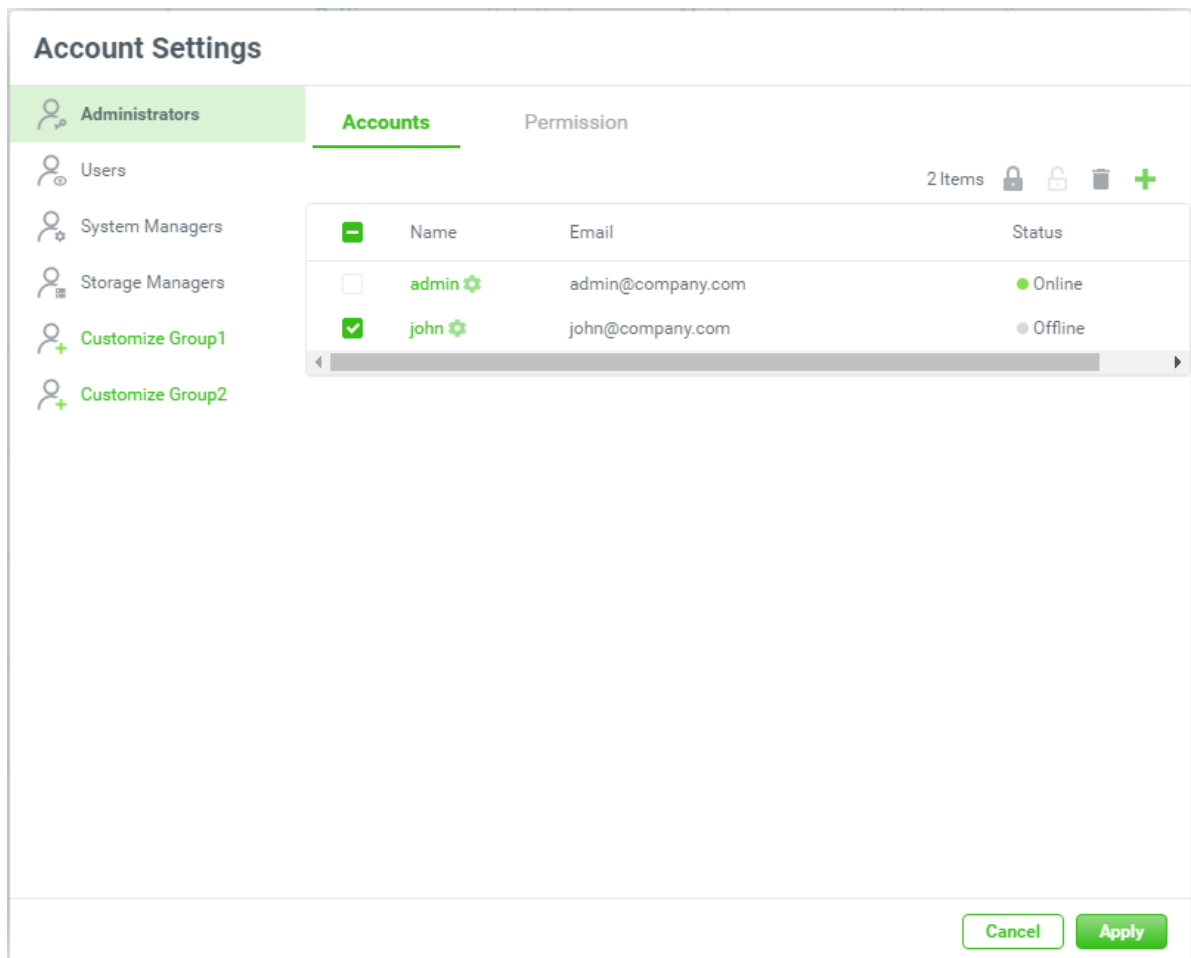 Account Settings
Administrators
Users
System Managers
Storage Managers
Customize Group1
Customize Group2
Accounts Permission
2 Items
Name Email Status
admin admin@company.com Online
john john@company.com Offline
Cancel Apply